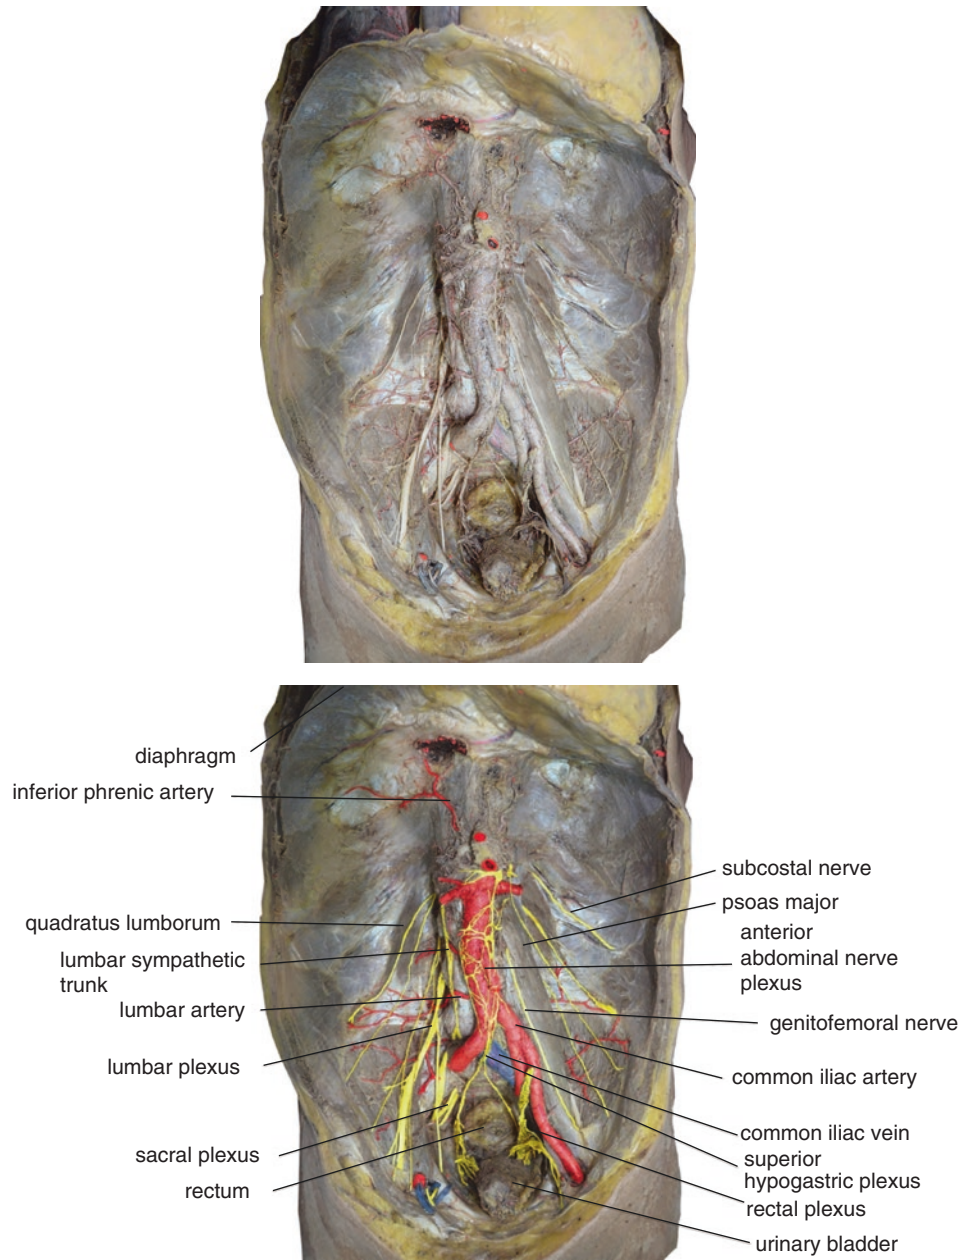 diaphragm
inferior phrenic artery
quadratus lumborum
lumbar sympathetic
trunk
lumbar artery
lumbar plexus
sacral plexus
rectum
subcostal nerve
psoas major
anterior
abdominal nerve
plexus
genitofemoral nerve
common iliac artery
common iliac vein
superior
hypogastric plexus
rectal plexus
urinary bladder